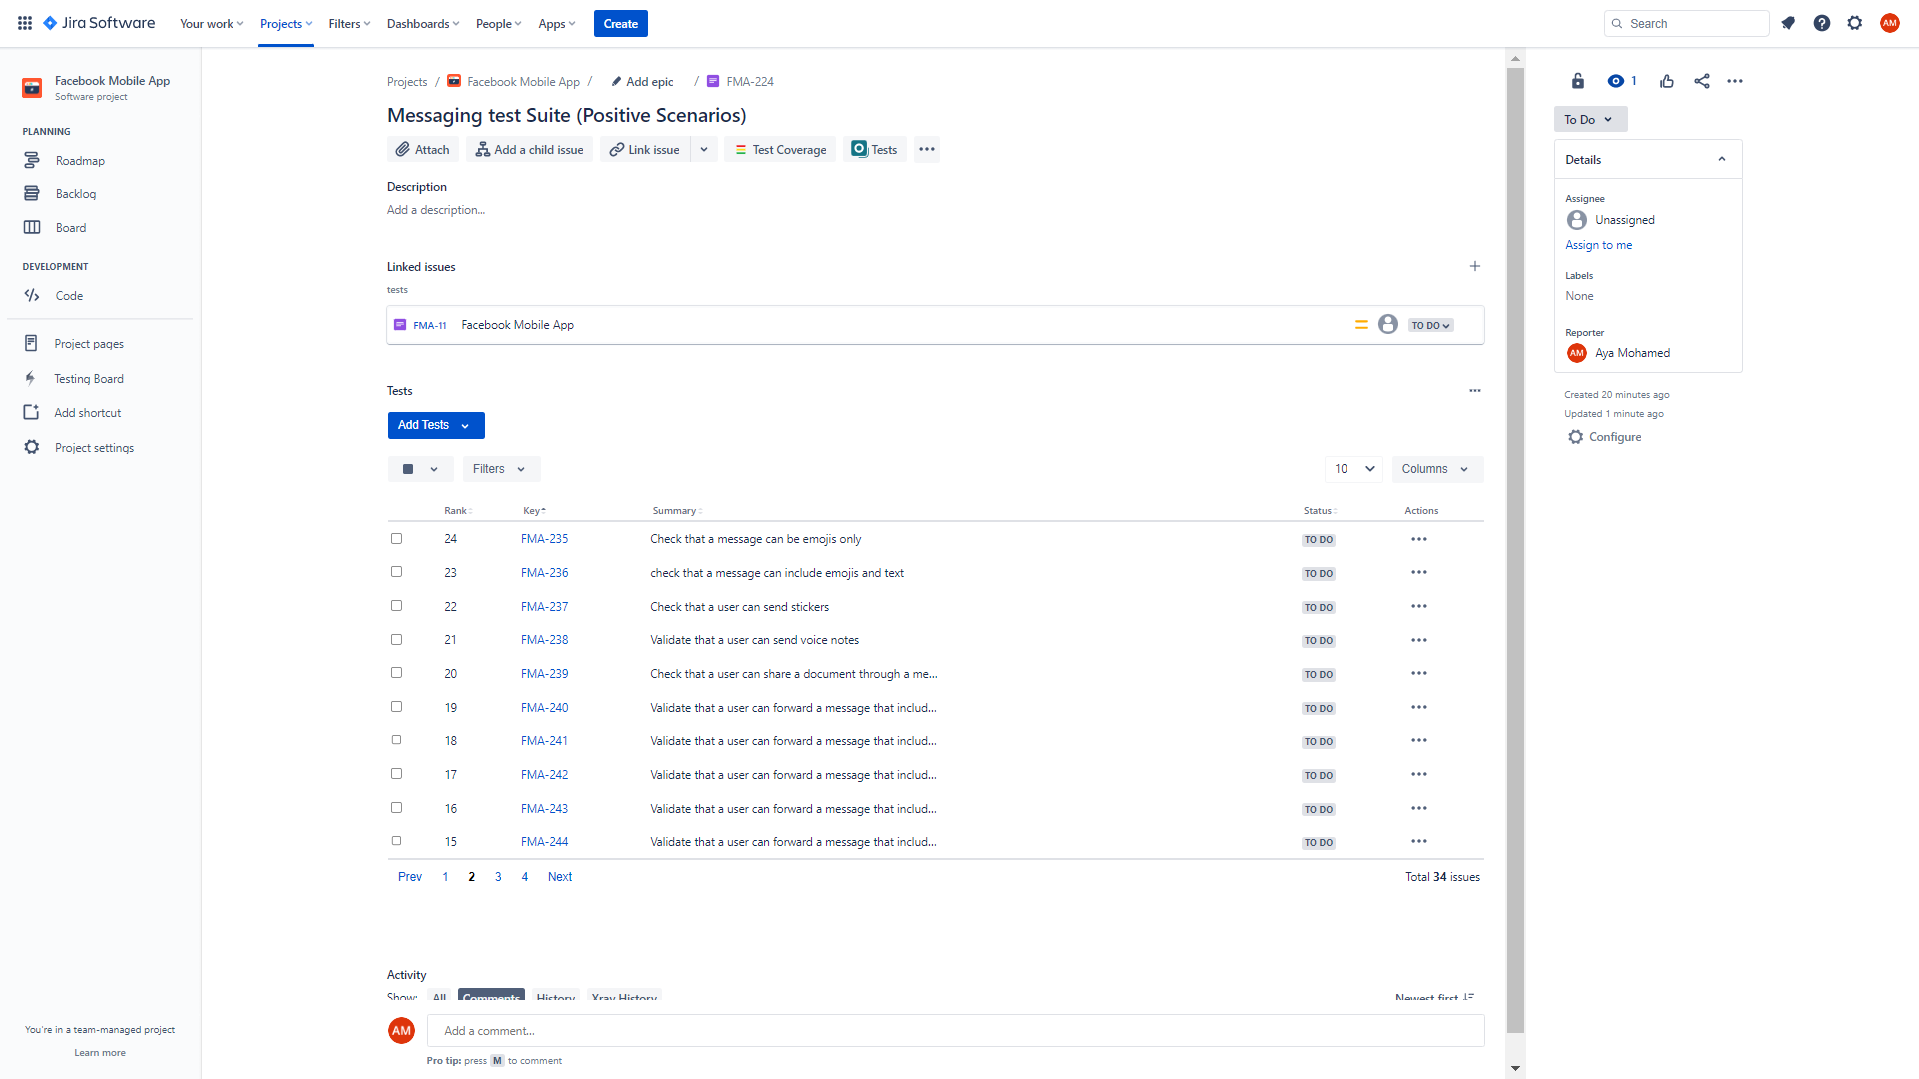 Jira Software
Your work
Projects
Filters
Dashboards
People
Apps
Create
Search
AM
Facebook Mobile App
Software project
PLANNING
Roadmap
Backlog
Board
DEVELOPMENT
Code
Project pages
Testing Board
Add shortcut
Project settings
You're in a team-managed project
Learn more
Projects / Facebook Mobile App / Add epic / FMA-224
Messaging test Suite (Positive Scenarios)
Attach
Add a child issue
Link issue
Test Coverage
Tests
Description
Add a description...
Linked issues
tests
FMA-11 Facebook Mobile App TO DO
Tests
Add Tests
Filters
10
Columns
Rank Key Summary Status Actions
24 FMA-235 Check that a message can be emojis only TO DO
23 FMA-236 check that a message can include emojis and text TO DO
22 FMA-237 Check that a user can send stickers TO DO
21 FMA-238 Validate that a user can send voice notes TO DO
20 FMA-239 Check that a user can share a document through a me... TO DO
19 FMA-240 Validate that a user can forward a message that includ... TO DO
18 FMA-241 Validate that a user can forward a message that includ... TO DO
17 FMA-242 Validate that a user can forward a message that includ... TO DO
16 FMA-243 Validate that a user can forward a message that includ... TO DO
15 FMA-244 Validate that a user can forward a message that includ... TO DO
Prev 1 2 3 4 Next
Total 34 issues
Activity
Show: All Comments History Xray History
Newest first
AM
Add a comment...
Pro tip: press M to comment
1
To Do
Details
Assignee
Unassigned
Assign to me
Labels
None
Reporter
AM Aya Mohamed
Created 20 minutes ago
Updated 1 minute ago
Configure